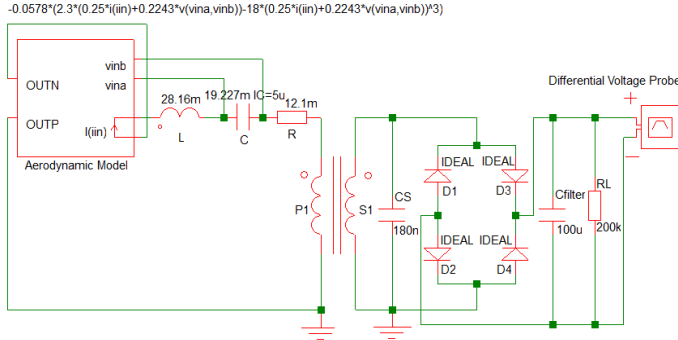 -0.0578*(2.3*(0.25*i(iin)+0.2243*v(vina,vinb))-18*(0.25*i(iin)+0.2243*v(vina,vinb))^3)
vinb
vina
OUTN
OUTP
I(iin)
Aerodynamic Model
28.16m
L
19.227m IC=5u
C
12.1m
R
P1
S1
CS
180n
IDEAL
D1
IDEAL
D3
IDEAL
D2
IDEAL
D4
Cfilter
100u
RL
200k
Differential Voltage Probe